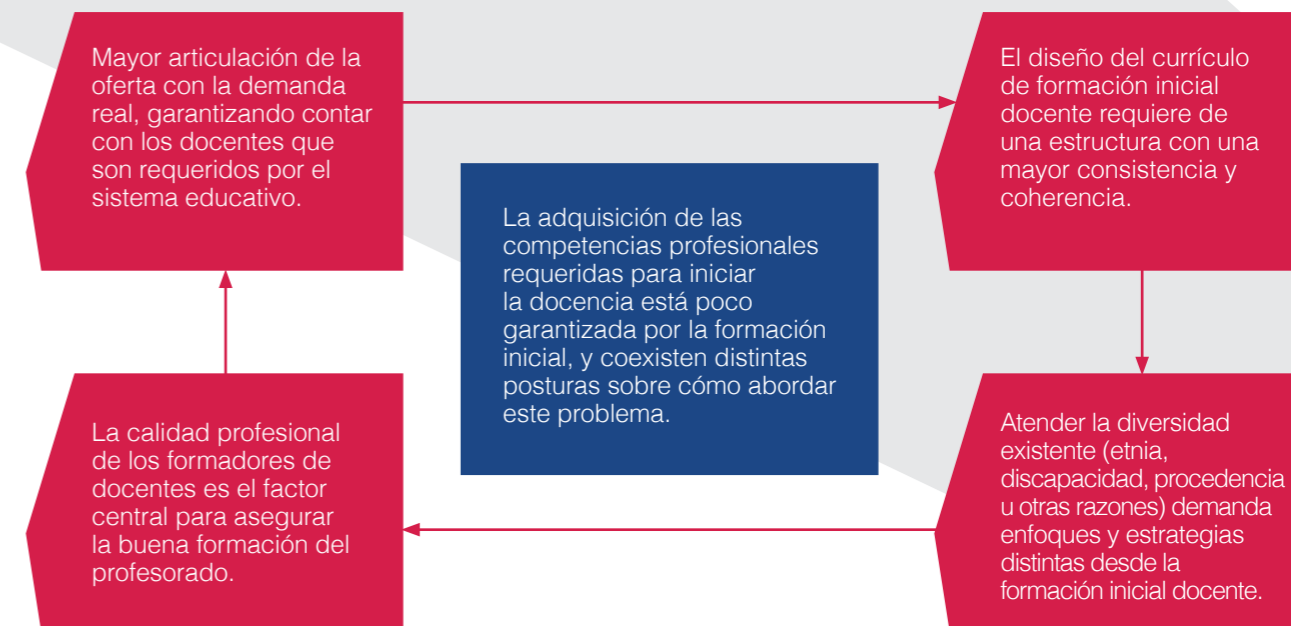 Mayor articulación de la
oferta con la demanda
real, garantizando contar
con los docentes que
son requeridos por el
sistema educativo.
El diseño del currículo
de formación inicial
docente requiere de
una estructura con una
mayor consistencia y
coherencia.
La adquisición de las
competencias profesionales
requeridas para iniciar
la docencia está poco
garantizada por la formación
inicial, y coexisten distintas
posturas sobre cómo abordar
este problema.
La calidad profesional
de los formadores de
docentes es el factor
central para asegurar
la buena formación del
profesorado.
Atender la diversidad
existente (etnia,
discapacidad, procedencia
u otras razones) demanda
enfoques y estrategias
distintas desde la
formación inicial docente.